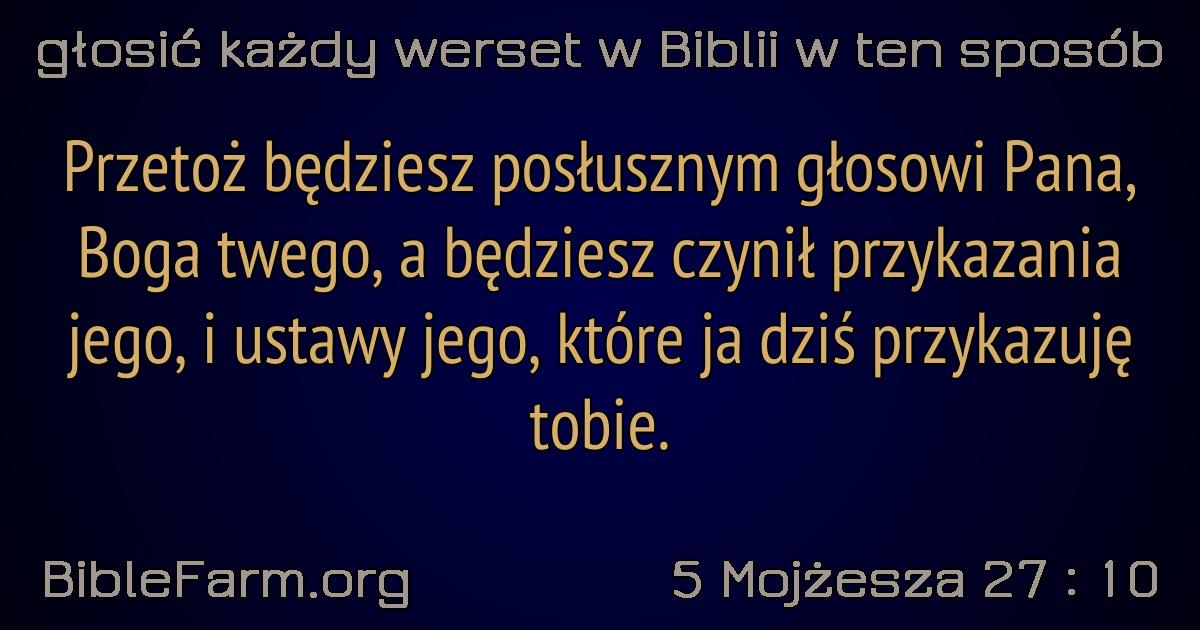 głosić każdy werset w Biblii w ten sposób
Przetoż będziesz posłusznym głosowi Pana,
Boga twego, a będziesz czynił przykazania
jego, i ustawy jego, które ja dziś przykazuję
tobie.
BibleFarm.org
5 Mojżesza 27 : 10